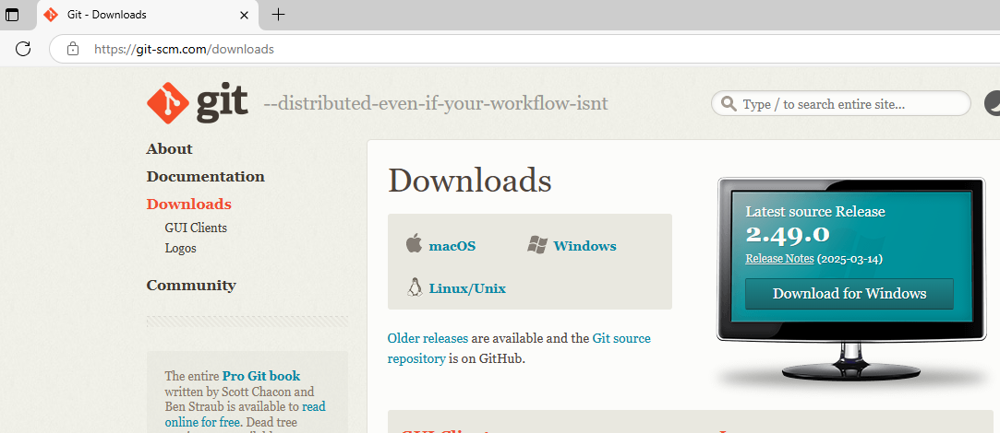 Git - Downloads
https://git-scm.com/downloads
git --distributed-even-if-your-workflow-isnt
Type / to search entire site...
About
Documentation
Downloads
GUI Clients
Logos
Community
The entire Pro Git book
written by Scott Chacon and
Ben Straub is available to read
online for free. Dead tree
Downloads
macOS
Windows
Linux/Unix
Older releases are available and the Git source
repository is on GitHub.
Latest source Release
2.49.0
Release Notes (2025-03-14)
Download for Windows
GUI Clients